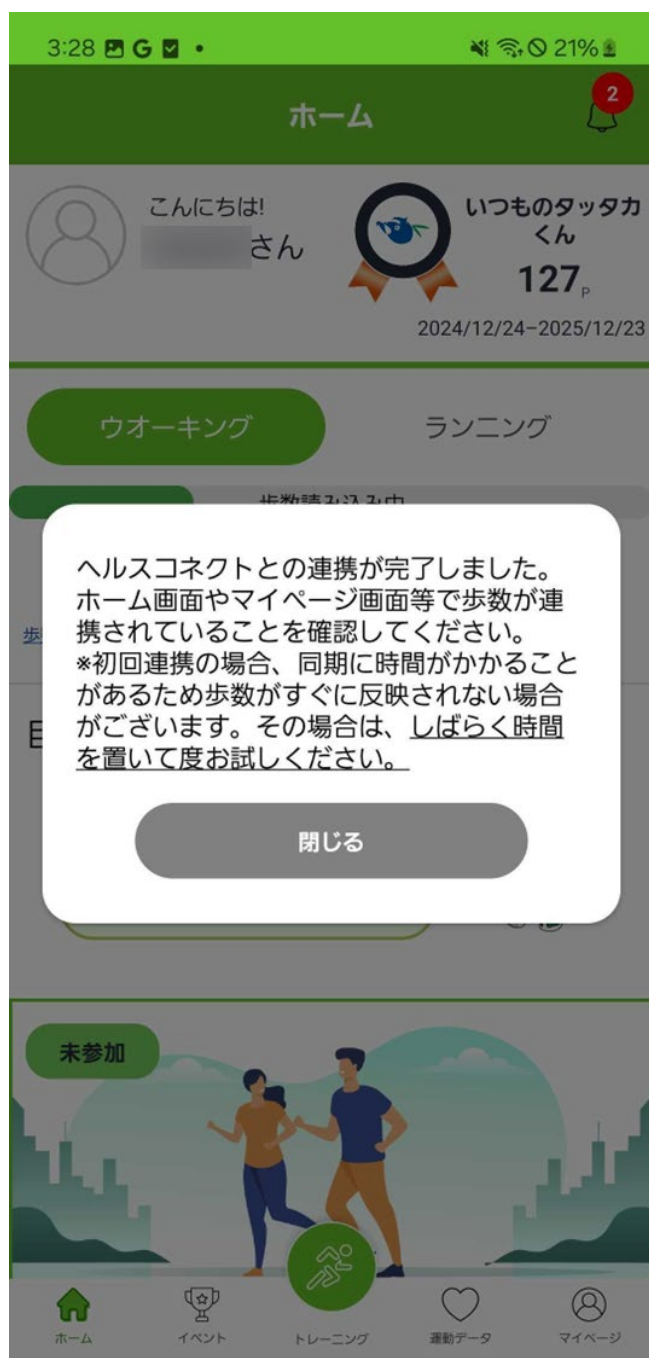 3:28 G 21%
ホーム
2
こんにちは!
さん
いつものタッタカ
くん
127 P
2024/12/24-2025/12/23
ウオーキング
ランニング
歩数読み込み中
ヘルスコネクトとの連携が完了しました。
ホーム画面やマイページ画面等で歩数が連
携されていることを確認してください。
*初回連携の場合、同期に時間がかかること
があるため歩数がすぐに反映されない場合
がございます。その場合は、しばらく時間
を置いて度お試しください。
歩
閉じる
未参加
ホーム
イベント
トレーニング
運動データ
マイページ